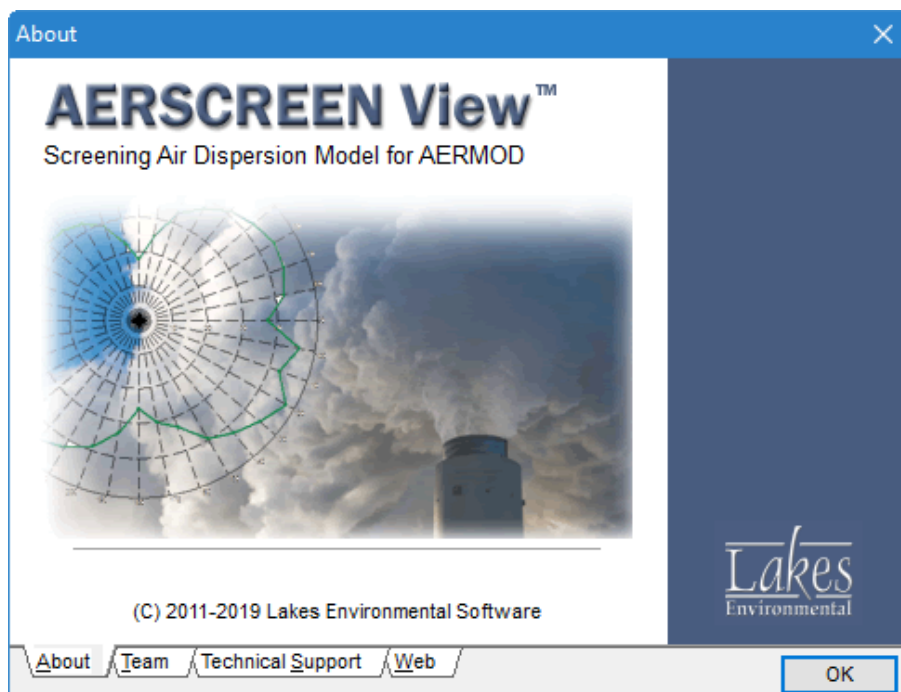 About
AERSCREEN View™
Screening Air Dispersion Model for AERMOD
Lakes
Environmental
(C) 2011-2019 Lakes Environmental Software
About Team Technical Support Web
OK